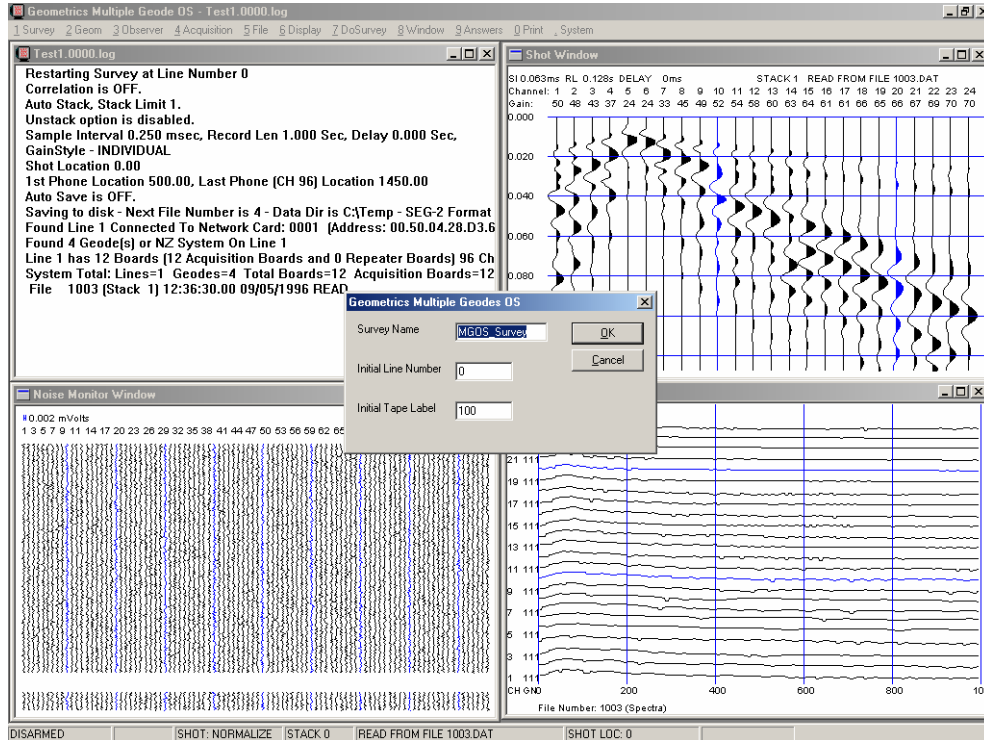 Geometrics Multiple Geode OS - Test1.0000.log
1 Survey 2 Geom 3 Observer 4 Acquisition 5 File 6 Display 7 DoSurvey 8 Window 9 Answers 0 Print . System
Test1.0000.log
Restarting Survey at Line Number 0
Correlation is OFF.
Auto Stack, Stack Limit 1.
Unstack option is disabled.
Sample Interval 0.250 msec, Record Len 1.000 Sec, Delay 0.000 Sec,
GainStyle - INDIVIDUAL
Shot Location 0.00
1st Phone Location 500.00, Last Phone (CH 96) Location 1450.00
Auto Save is OFF.
Saving to disk - Next File Number is 4 - Data Dir is C:\Temp - SEG-2 Format
Found Line 1 Connected To Network Card: 0001 (Address: 00.50.04.28.D3.6
Found 4 Geode(s) or NZ System On Line 1
Line 1 has 12 Boards (12 Acquisition Boards and 0 Repeater Boards) 96 Ch
System Total: Lines=1 Geodes=4 Total Boards=12 Acquisition Boards=12
File 1003 (Stack 1) 12:36:30.00 09/05/1996 READ
Shot Window
SI 0.063ms RL 0.128s DELAY 0ms STACK 1 READ FROM FILE 1003.DAT
Channel: 1 2 3 4 5 6 7 8 9 10 11 12 13 14 15 16 17 18 19 20 21 22 23 24
Gain: 50 48 43 37 24 24 33 45 49 52 54 58 60 63 64 61 61 66 65 66 67 69 70 70
0.000
0.020
0.040
0.060
0.080
Geometrics Multiple Geodes OS
Survey Name MGOS_Survey OK
Cancel
Initial Line Number 0
Initial Tape Label 100
Noise Monitor Window
0.002 mVolts
1 3 5 7 9 11 14 17 20 23 26 29 32 35 38 41 44 47 50 53 56 59 62
21 111
19 111
17 111
15 111
13 111
11 111
9 111
7 111
5 111
3 111
1 111
CH GN 0 200 400 600 800 10
File Number: 1003 (Spectra)
DISARMED SHOT: NORMALIZE STACK 0 READ FROM FILE 1003.DAT SHOT LOC: 0